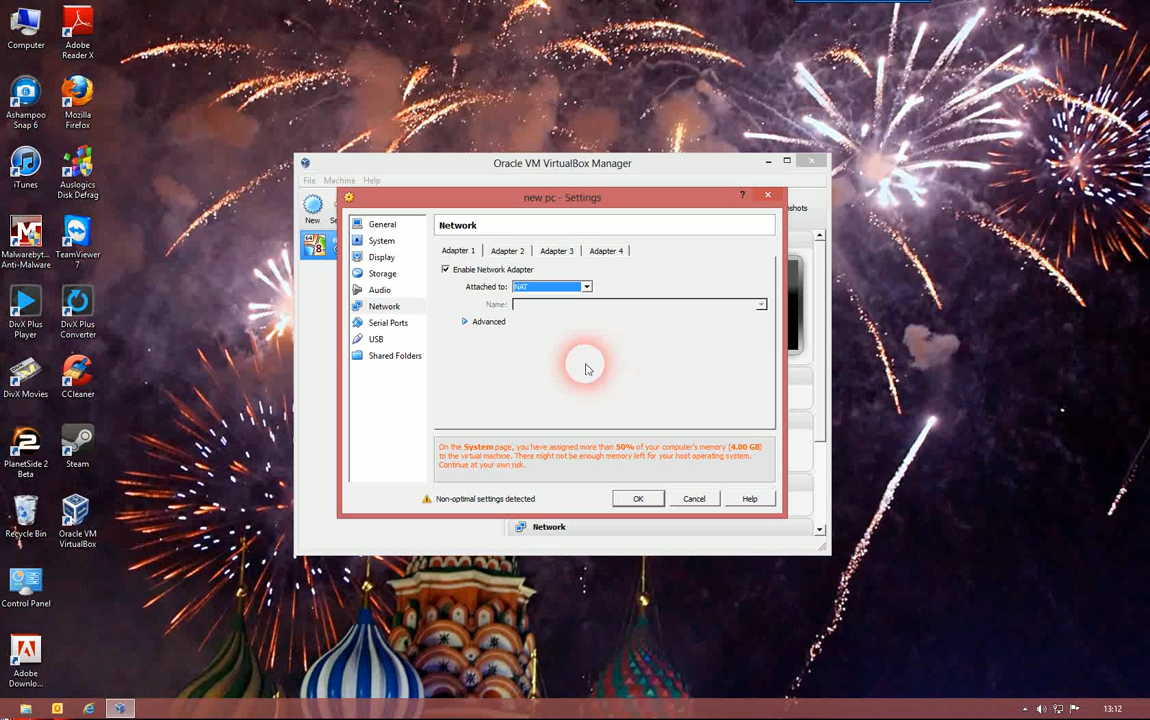 Computer
Adobe
Reader X
Ashampoo
Snap 6
Mozilla
Firefox
iTunes
Auslogics
Disk Defrag
Malwarebyt...
Anti-Malware
TeamViewer
7
DivX Plus
Player
DivX Plus
Converter
DivX Movies
CCleaner
PlanetSide 2
Beta
Steam
Recycle Bin
Oracle VM
VirtualBox
Control Panel
Adobe
Downlo...
Oracle VM VirtualBox Manager
File Machine Help
New
pshots
new pc - Settings
General
System
Display
Storage
Audio
Network
Serial Ports
USB
Shared Folders
Network
Adapter 1 Adapter 2 Adapter 3 Adapter 4
Enable Network Adapter
Attached to: NAT
Name:
Advanced
On the System page, you have assigned more than 50% of your computer's memory (4.00 GB)
to the virtual machine. There might not be enough memory left for your host operating system.
Continue at your own risk.
Non-optimal settings detected
OK Cancel Help
Network
13:12